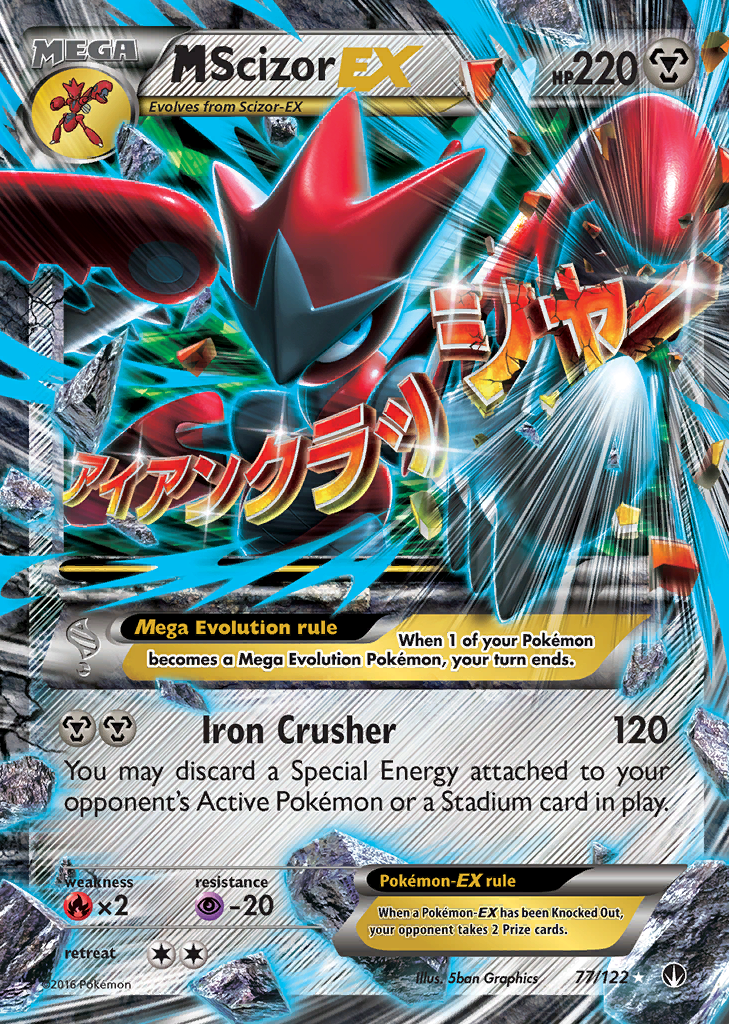 MEGA
MScizor EX
HP220
Evolves from Scizor-EX
アイアンクラッシャー
Mega Evolution rule
When 1 of your Pokémon
becomes a Mega Evolution Pokémon, your turn ends.
Iron Crusher 120
You may discard a Special Energy attached to your
opponent's Active Pokémon or a Stadium card in play.
weakness
×2
resistance
-20
retreat
Pokémon-EX rule
When a Pokémon-EX has been Knocked Out,
your opponent takes 2 Prize cards.
Illus. 5ban Graphics
77/122
©2016 Pokémon